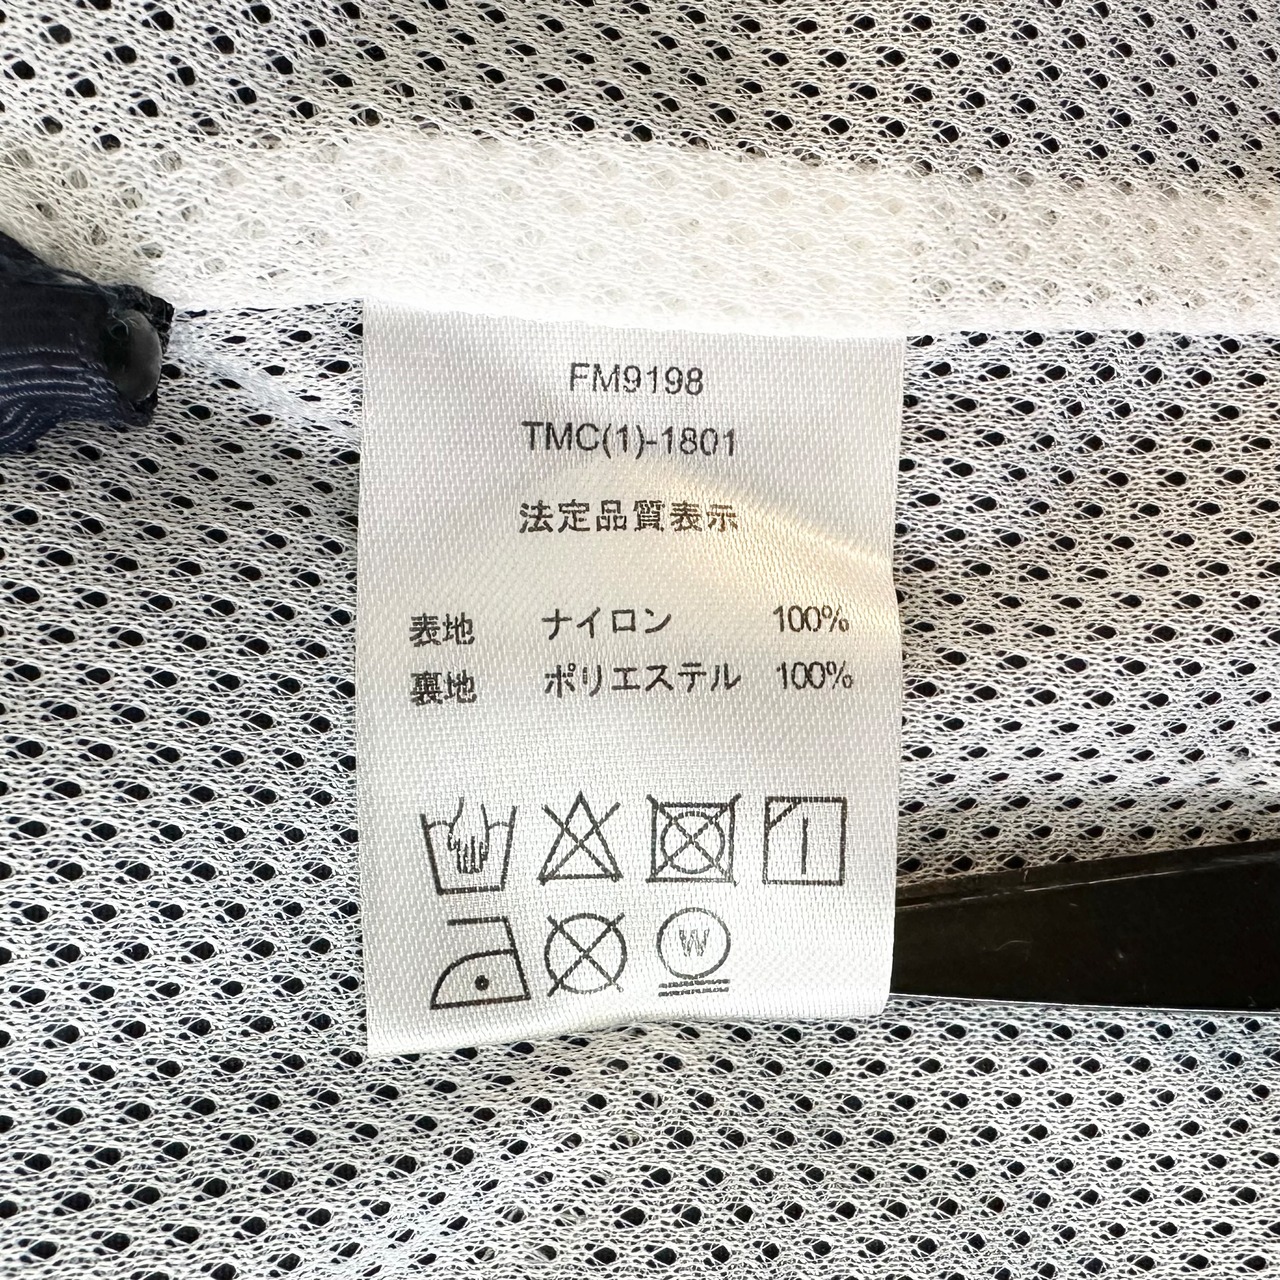 FM9198
TMC(1)-1801
法定品質表示
表地 ナイロン 100%
裏地 ポリエステル 100%
W